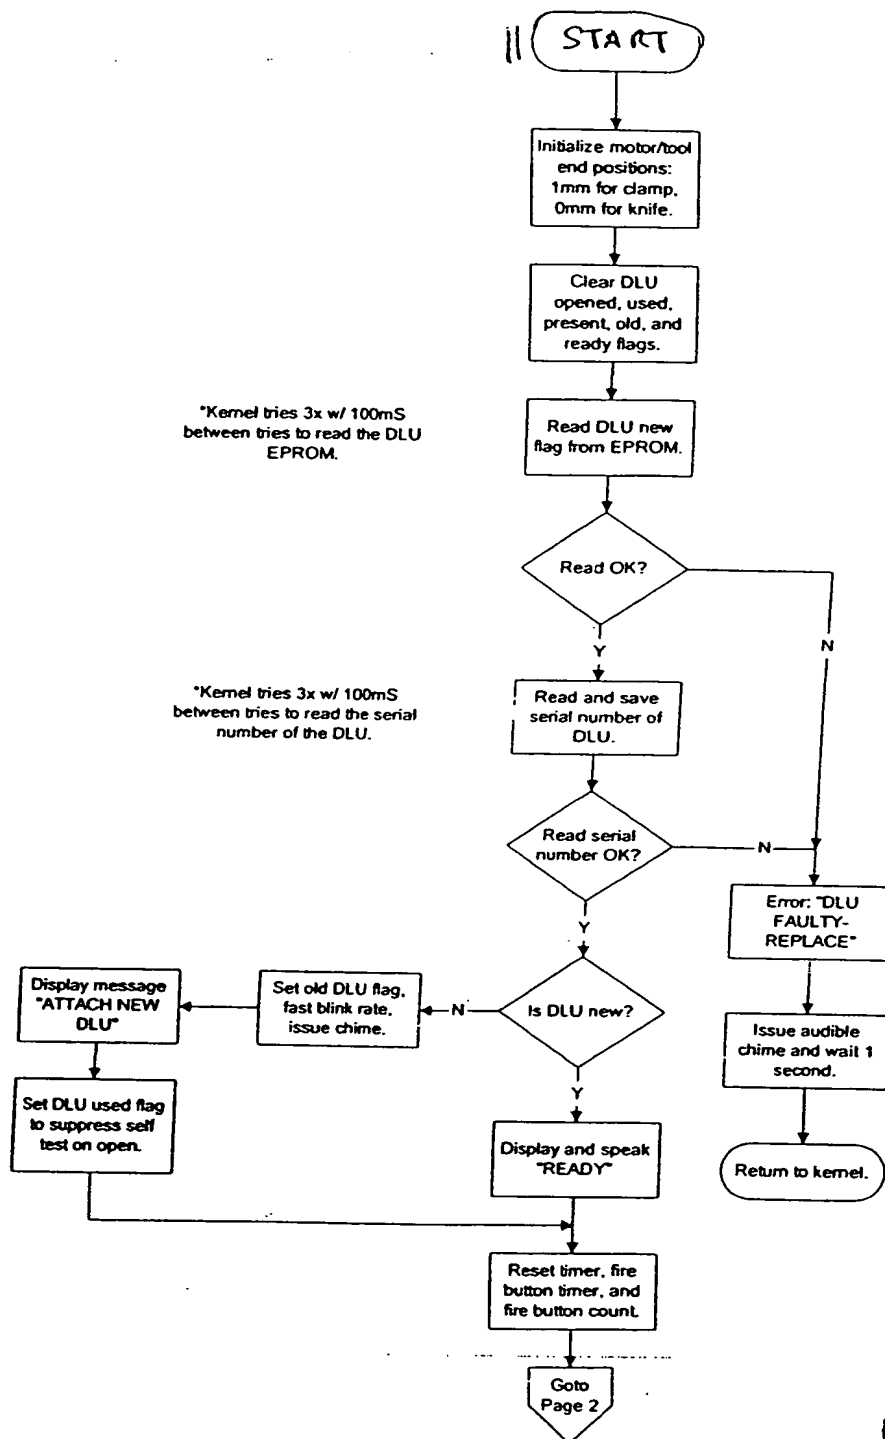 START
Initialize motor/tool
end positions:
1mm for clamp,
0mm for knife.
Clear DLU
opened, used,
present, old, and
ready flags.
*Kernel tries 3x w/ 100mS
between tries to read the DLU
EPROM.
Read DLU new
flag from EPROM.
Read OK?
N
Y
*Kernel tries 3x w/ 100mS
between tries to read the serial
number of the DLU.
Read and save
serial number of
DLU.
Read serial
number OK?
N
Y
Error: "DLU
FAULTY-
REPLACE"
Display message
"ATTACH NEW
DLU"
Set old DLU flag,
fast blink rate,
issue chime.
N
Is DLU new?
Y
Issue audible
chime and wait 1
second.
Set DLU used flag
to suppress self
test on open.
Display and speak
"READY"
Return to kernel.
Reset timer, fire
button timer, and
fire button count.
Goto
Page 2